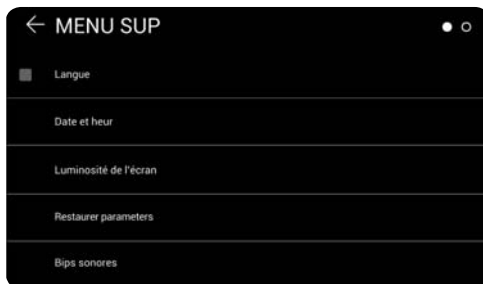 MENU SUP
Langue
Date et heur
Luminosité de l'écran
Restaurer parameters
Bips sonores